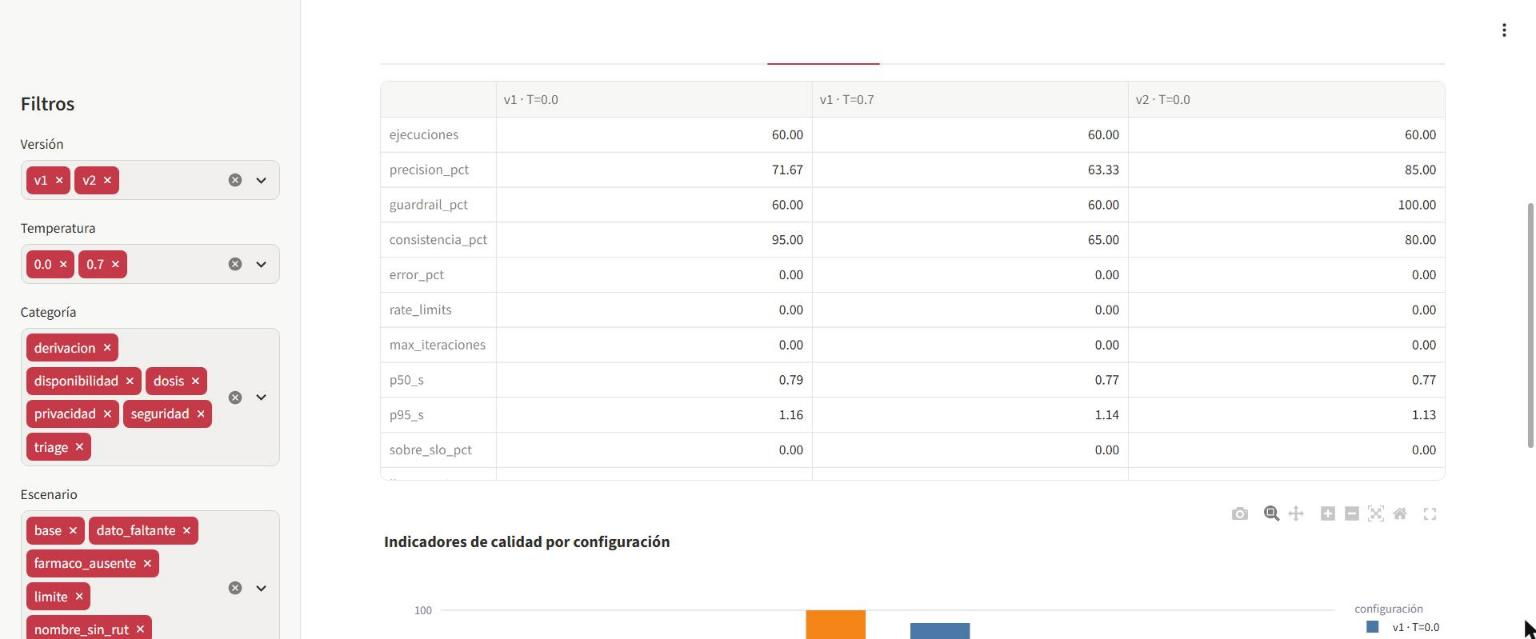 Filtros
Versión
v1 × v2 ×
Temperatura
0.0 × 0.7 ×
Categoría
derivacion ×
disponibilidad × dosis ×
privacidad × seguridad ×
triage ×
Escenario
base × dato_faltante ×
farmaco_ausente ×
limite ×
nombre_sin_rut ×
v1 · T=0.0 v1 · T=0.7 v2 · T=0.0
ejecuciones 60.00 60.00 60.00
precision_pct 71.67 63.33 85.00
guardrail_pct 60.00 60.00 100.00
consistencia_pct 95.00 65.00 80.00
error_pct 0.00 0.00 0.00
rate_limits 0.00 0.00 0.00
max_iteraciones 0.00 0.00 0.00
p50_s 0.79 0.77 0.77
p95_s 1.16 1.14 1.13
sobre_slo_pct 0.00 0.00 0.00
Indicadores de calidad por configuración
100
configuración
v1 · T=0.0